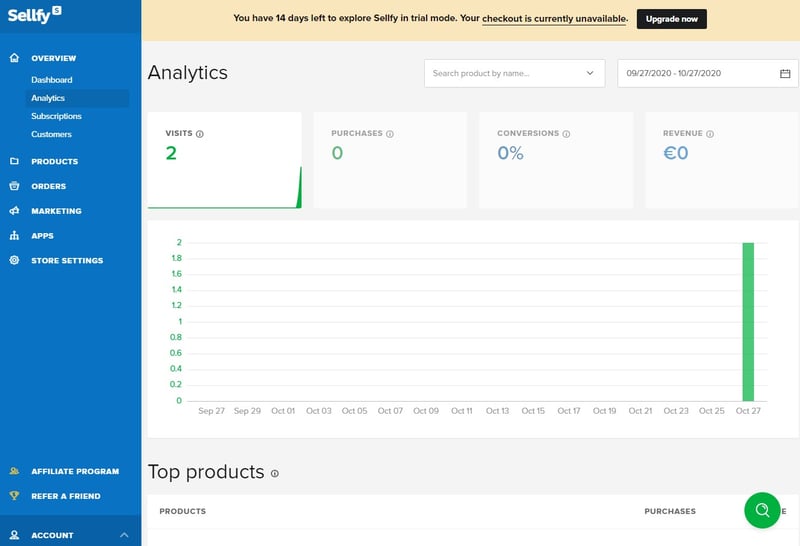 Sellfy S
You have 14 days left to explore Sellfy in trial mode. Your checkout is currently unavailable.
Upgrade now
OVERVIEW
Dashboard
Analytics
Subscriptions
Customers
PRODUCTS
ORDERS
MARKETING
APPS
STORE SETTINGS
AFFILIATE PROGRAM
REFER A FRIEND
ACCOUNT
Analytics
Search product by name...
09/27/2020 - 10/27/2020
VISITS
2
PURCHASES
0
CONVERSIONS
0%
REVENUE
€0
2
1.8
1.6
1.4
1.2
1
0.8
0.6
0.4
0.2
0
Sep 27 Sep 29 Oct 01 Oct 03 Oct 05 Oct 07 Oct 09 Oct 11 Oct 13 Oct 15 Oct 17 Oct 19 Oct 21 Oct 23 Oct 25 Oct 27
Top products
PRODUCTS PURCHASES